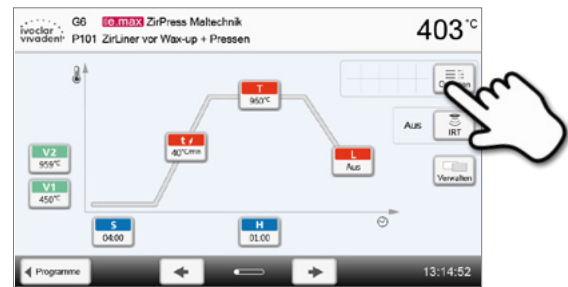 ivoclar
vivadent
G6 e.max ZirPress Maltechnik
P101 ZirLiner vor Wax-up + Pressen
403°C
T
960°C
Aus
IRT
t
40°C/min
L
Aus
Verwalten
V2
959°C
V1
450°C
S
04:00
H
01:00
Programme
13:14:52